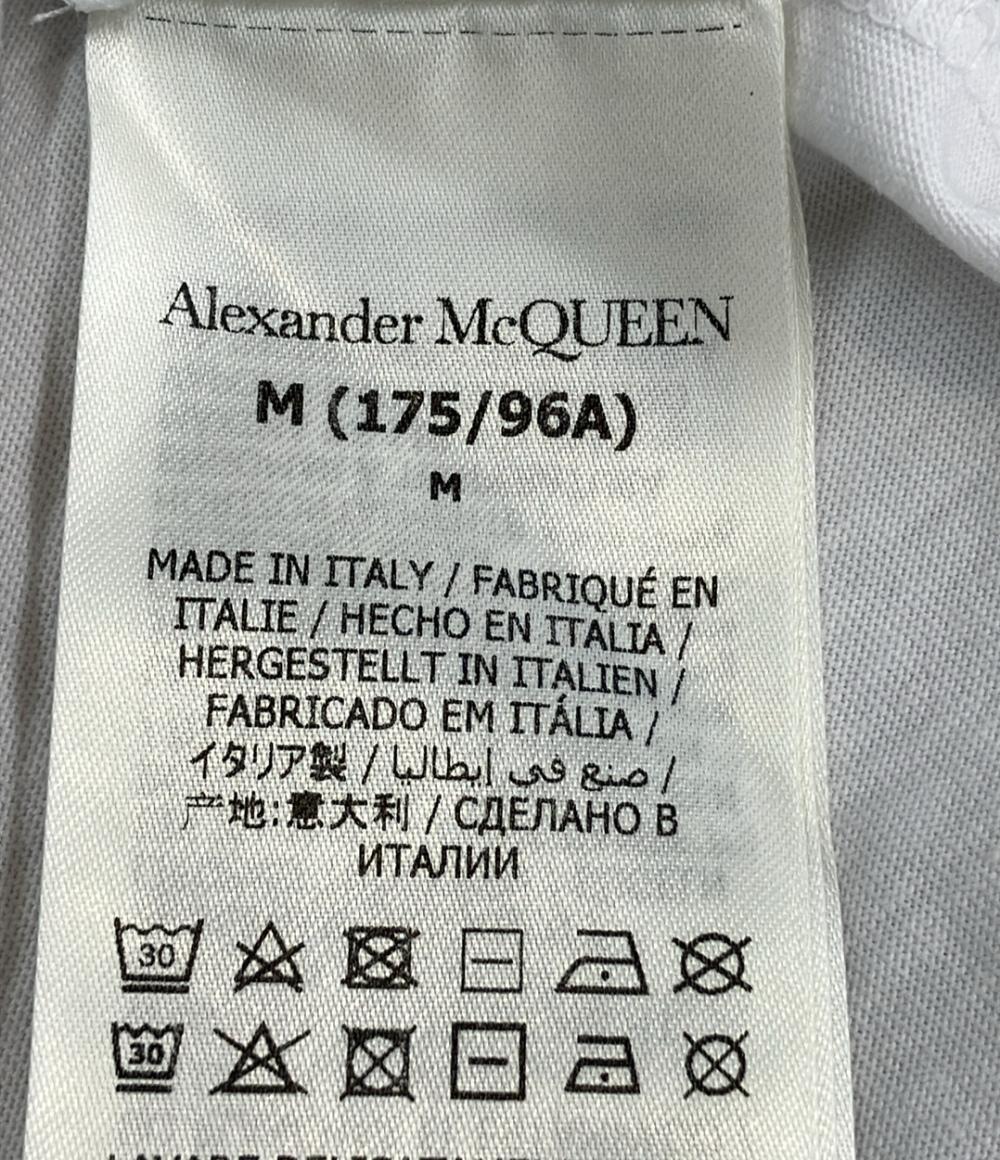 Alexander McQUEEN
M (175/96A)
M
MADE IN ITALY / FABRIQUÉ EN
ITALIE / HECHO EN ITALIA /
HERGESTELLT IN ITALIEN /
FABRICADO EM ITÁLIA /
イタリア製 / صنع في إيطاليا /
产地:意大利 / СДЕЛАНО В
ИТАЛИИ
30
30